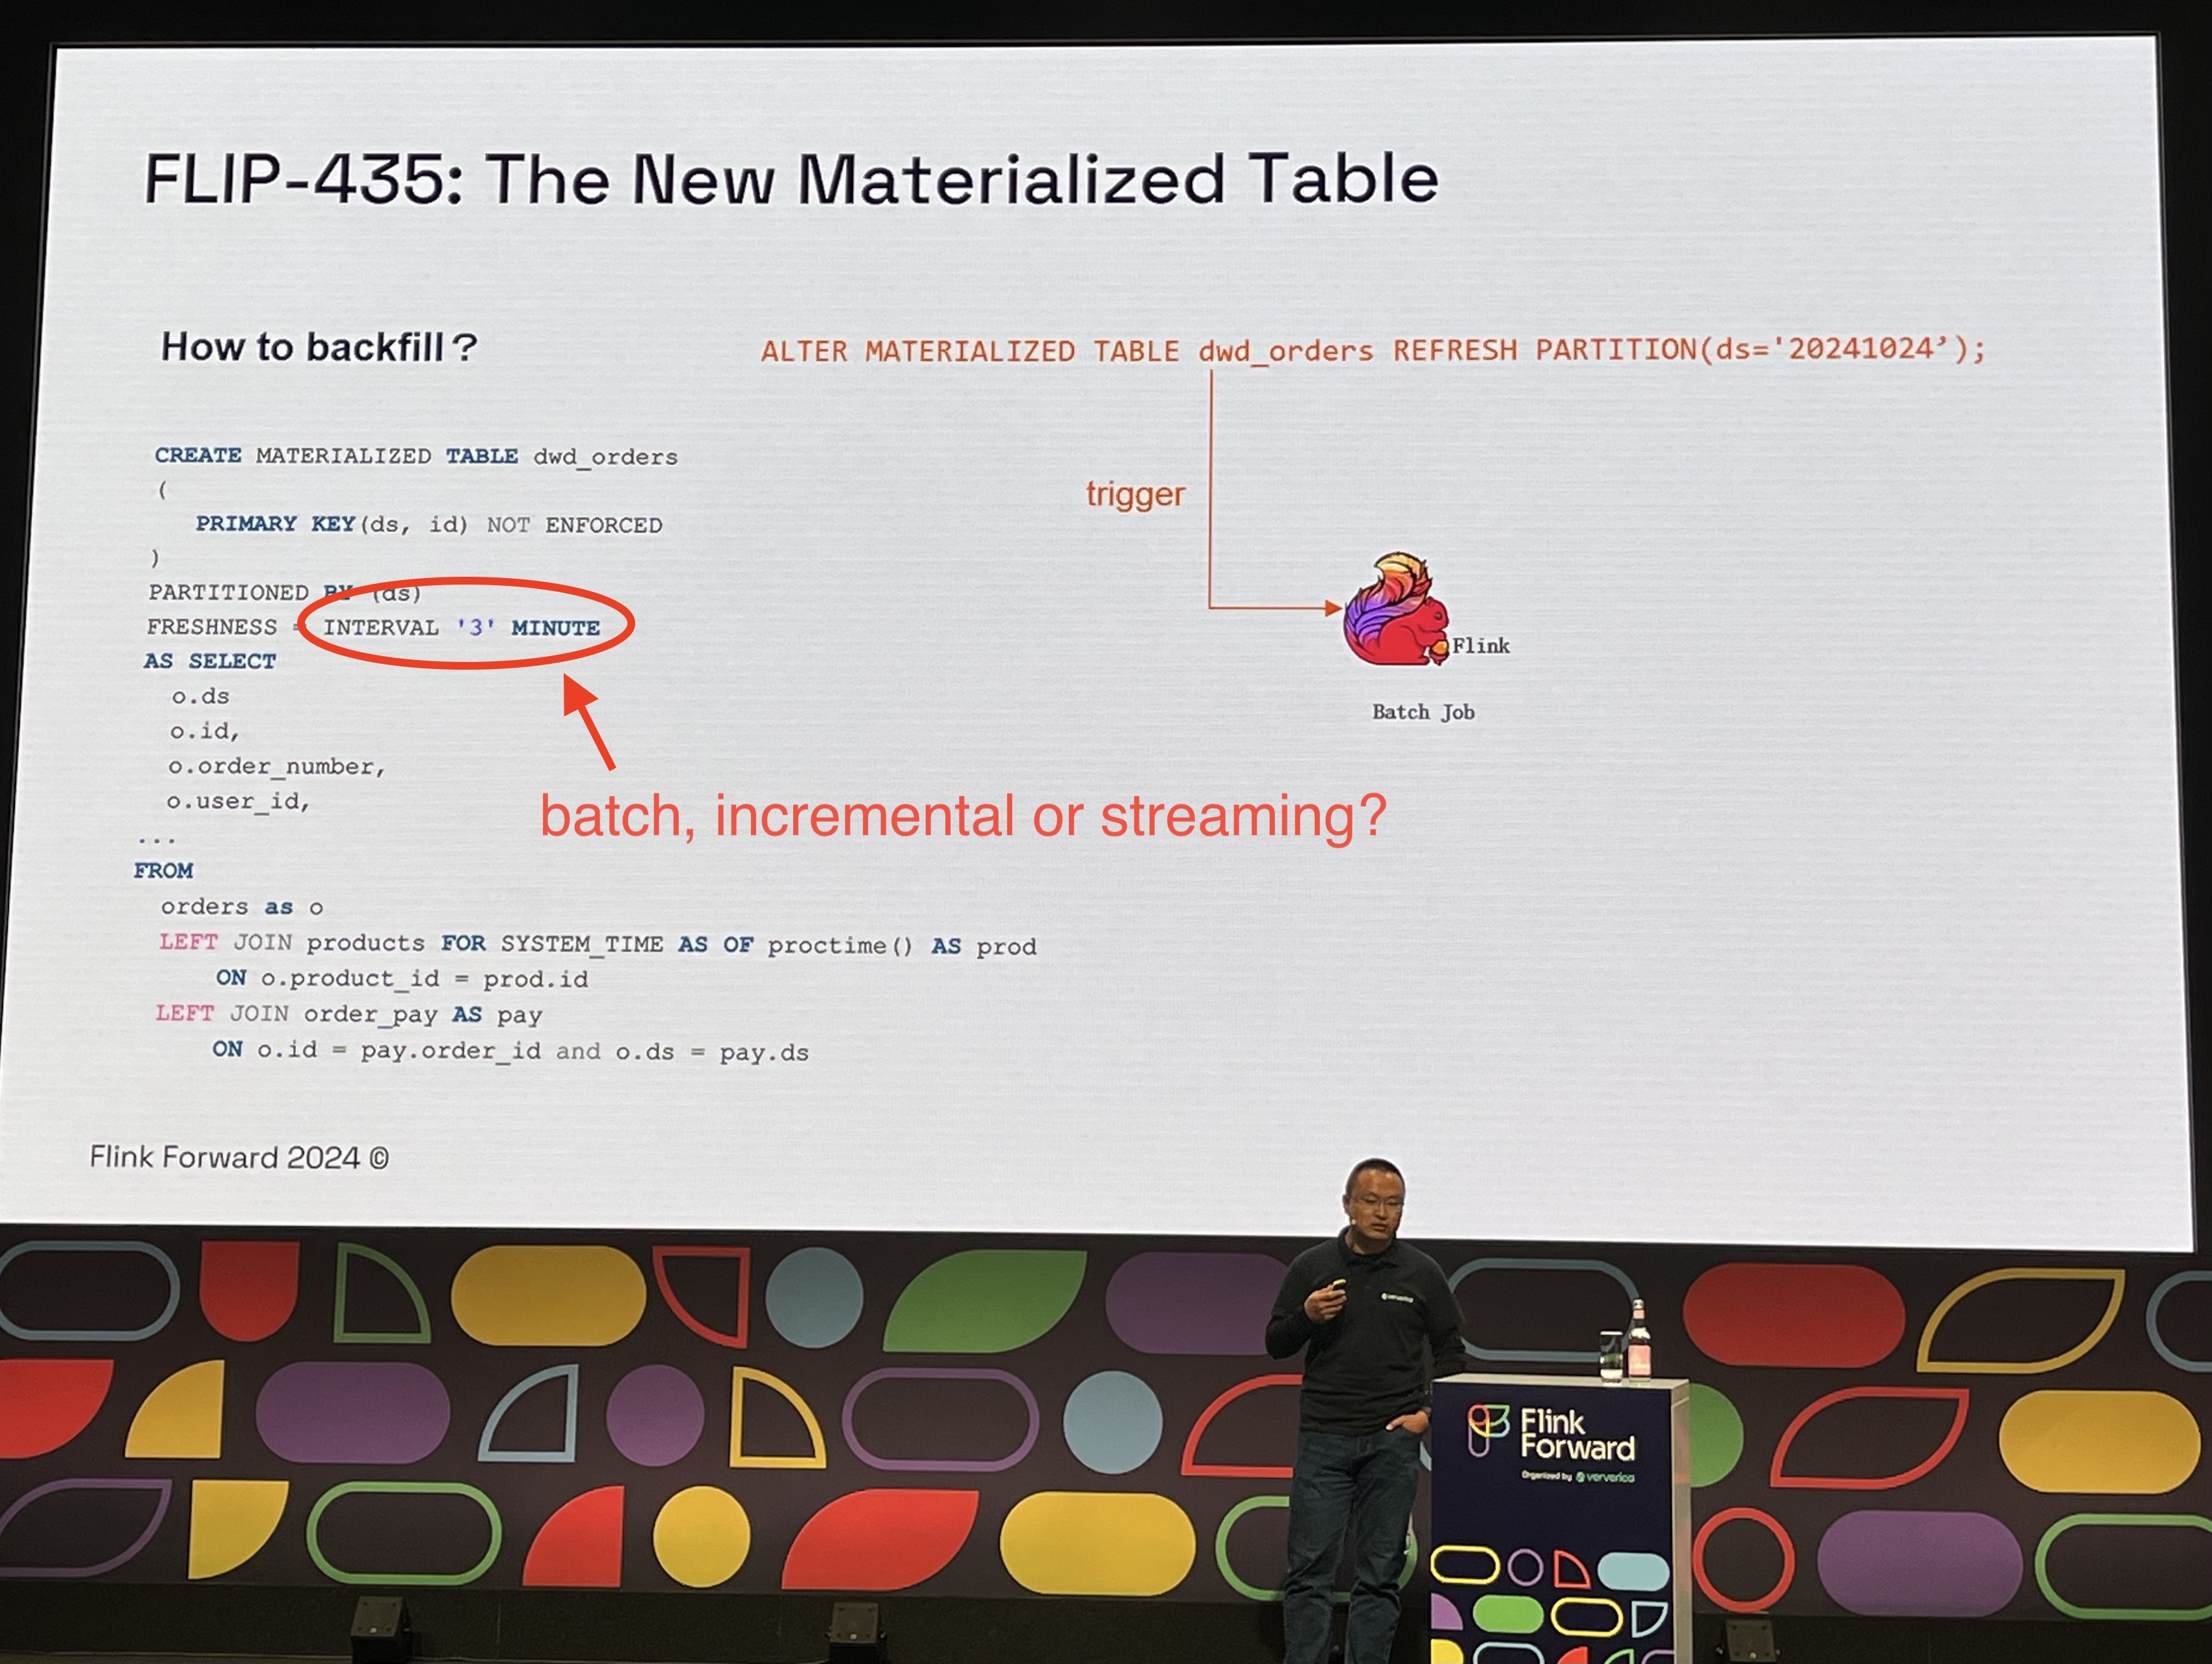 FLIP-435: The New Materialized Table
How to backfill?
ALTER MATERIALIZED TABLE dwd_orders REFRESH PARTITION(ds='20241024’);
trigger
Flink
Batch Job
CREATE MATERIALIZED TABLE dwd_orders
(
PRIMARY KEY(ds, id) NOT ENFORCED
)
PARTITIONED BY (ds)
FRESHNESS = INTERVAL '3' MINUTE
AS SELECT
o.ds
o.id,
o.order_number,
o.user_id,
...
FROM
orders as o
LEFT JOIN products FOR SYSTEM_TIME AS OF proctime() AS prod
ON o.product_id = prod.id
LEFT JOIN order_pay AS pay
ON o.id = pay.order_id and o.ds = pay.ds
batch, incremental or streaming?
Flink Forward 2024 ©
ververica
Flink
Forward
Organized by ververica